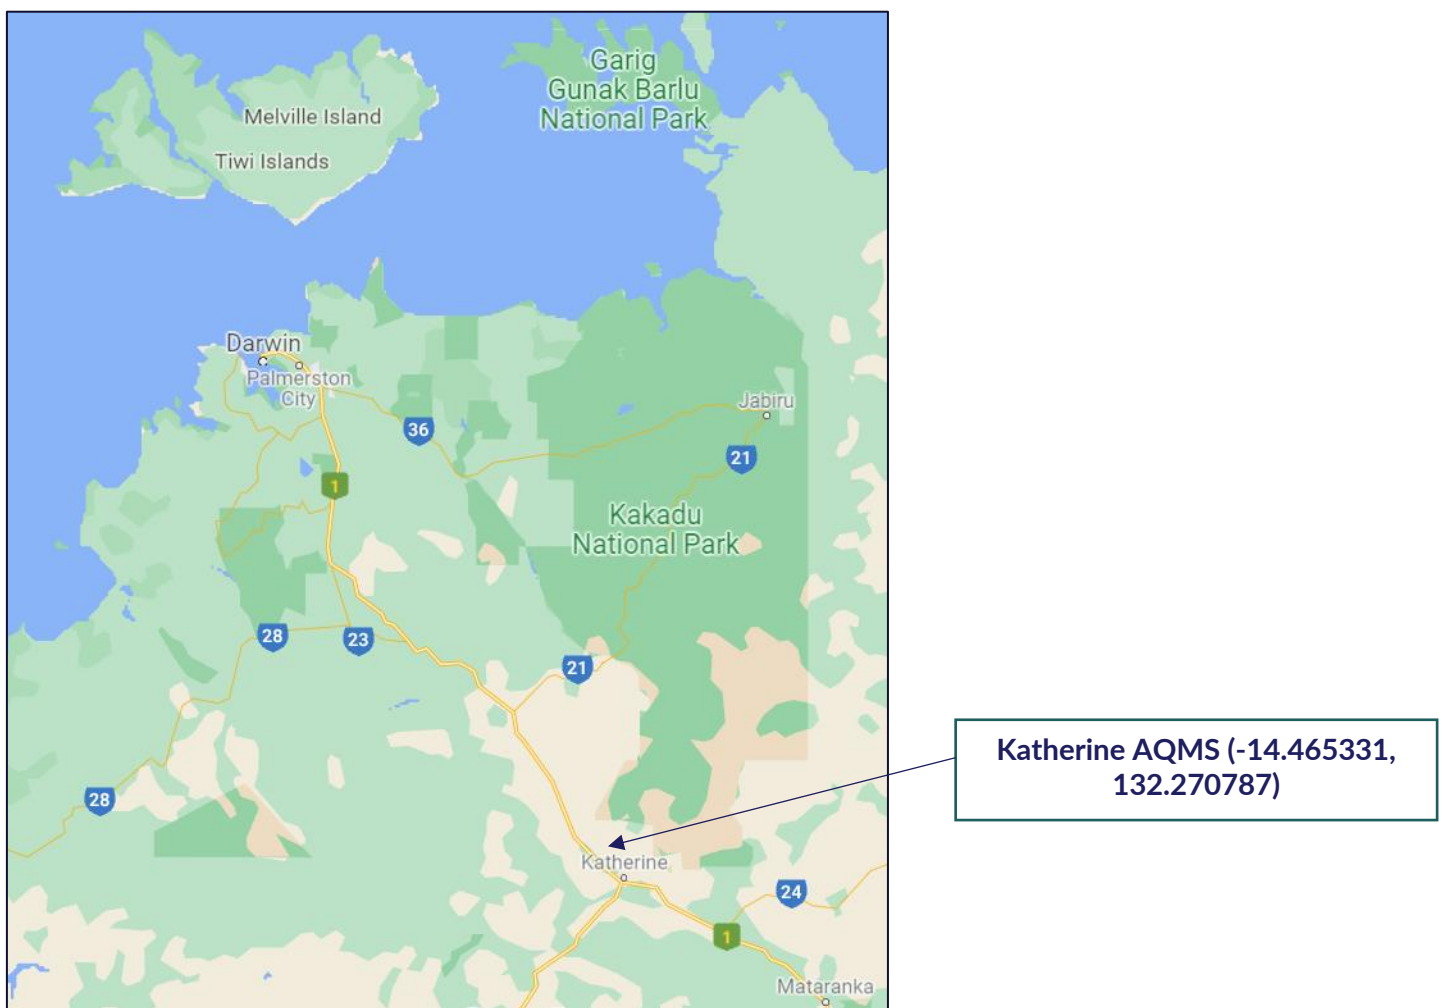 Garig
Gunak Barlu
National Park
Melville Island
Tiwi Islands
Darwin
Palmerston
City
Jabiru
36
21
1
Kakadu
National Park
28
23
21
Katherine AQMS (-14.465331,
132.270787)
28
Katherine
24
1
Mataranka